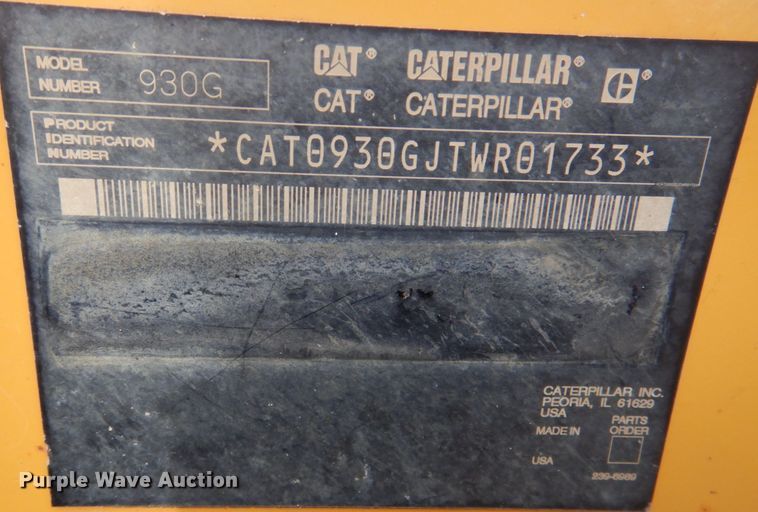 MODEL
NUMBER 930G
CAT® CATERPILLAR®
CAT® CATERPILLAR®
PRODUCT
IDENTIFICATION
NUMBER
*CAT0930GJTWR01733*
CATERPILLAR INC.
PEORIA, IL 61629
USA
MADE IN
PARTS
ORDER
USA
239-6989
Purple Wave Auction